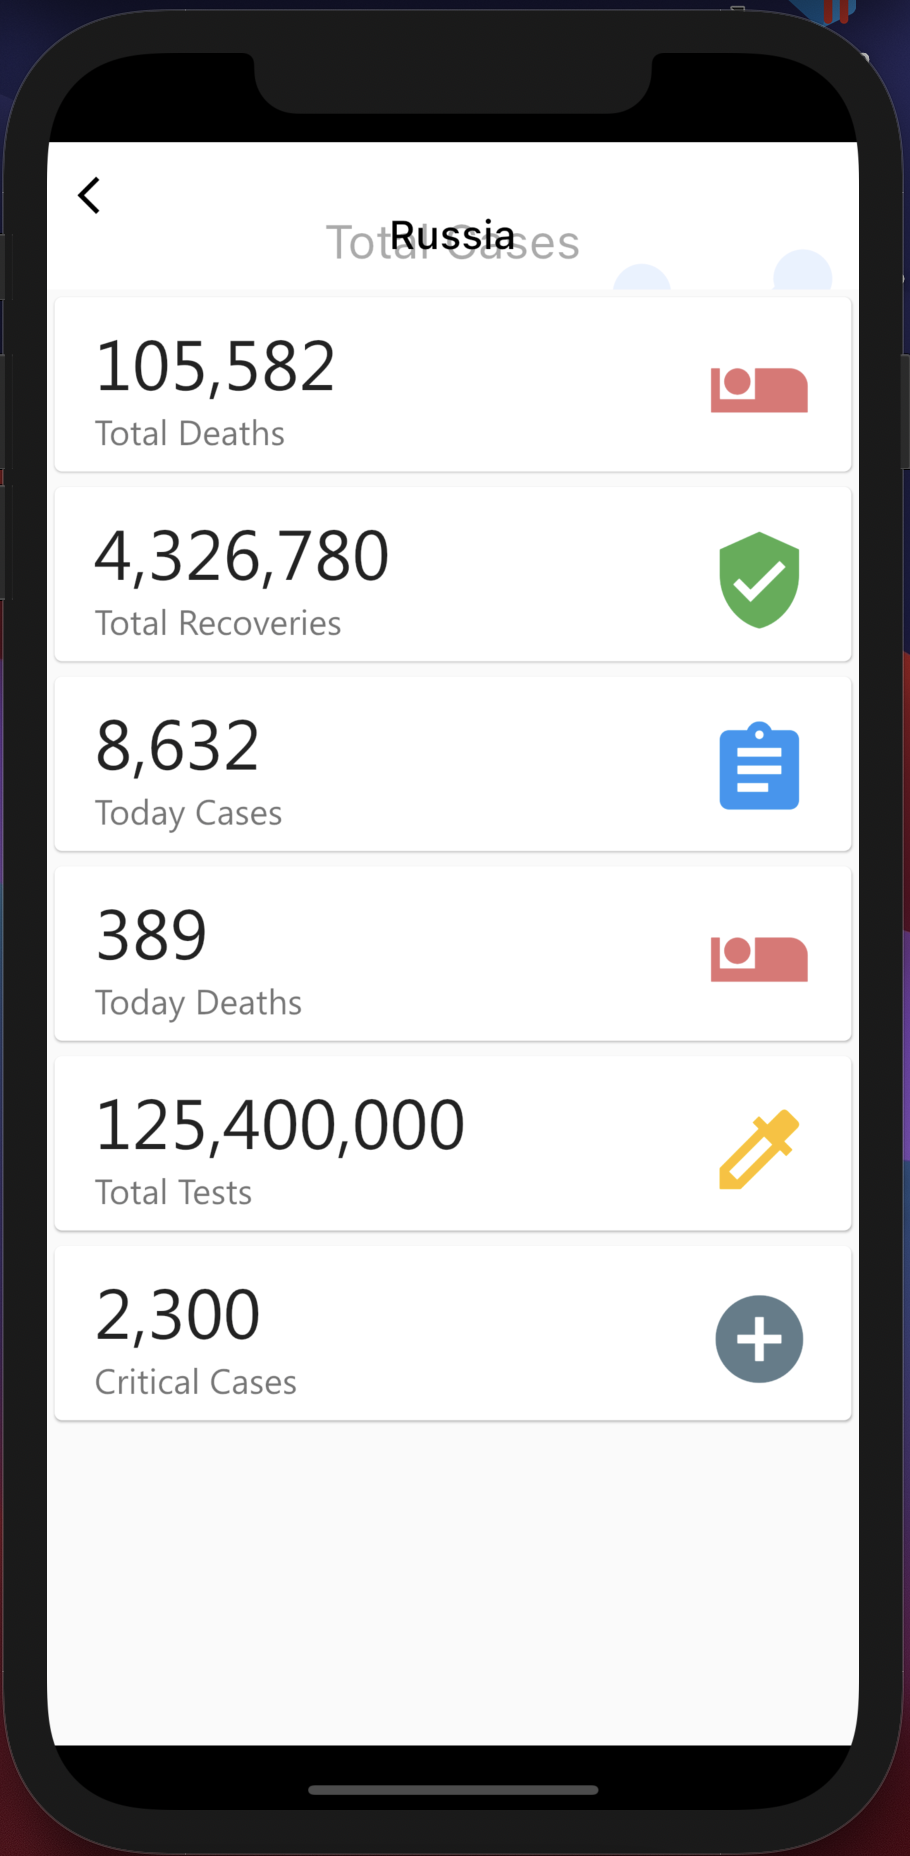 Total Cases
Russia
105,582
Total Deaths
4,326,780
Total Recoveries
8,632
Today Cases
389
Today Deaths
125,400,000
Total Tests
2,300
Critical Cases